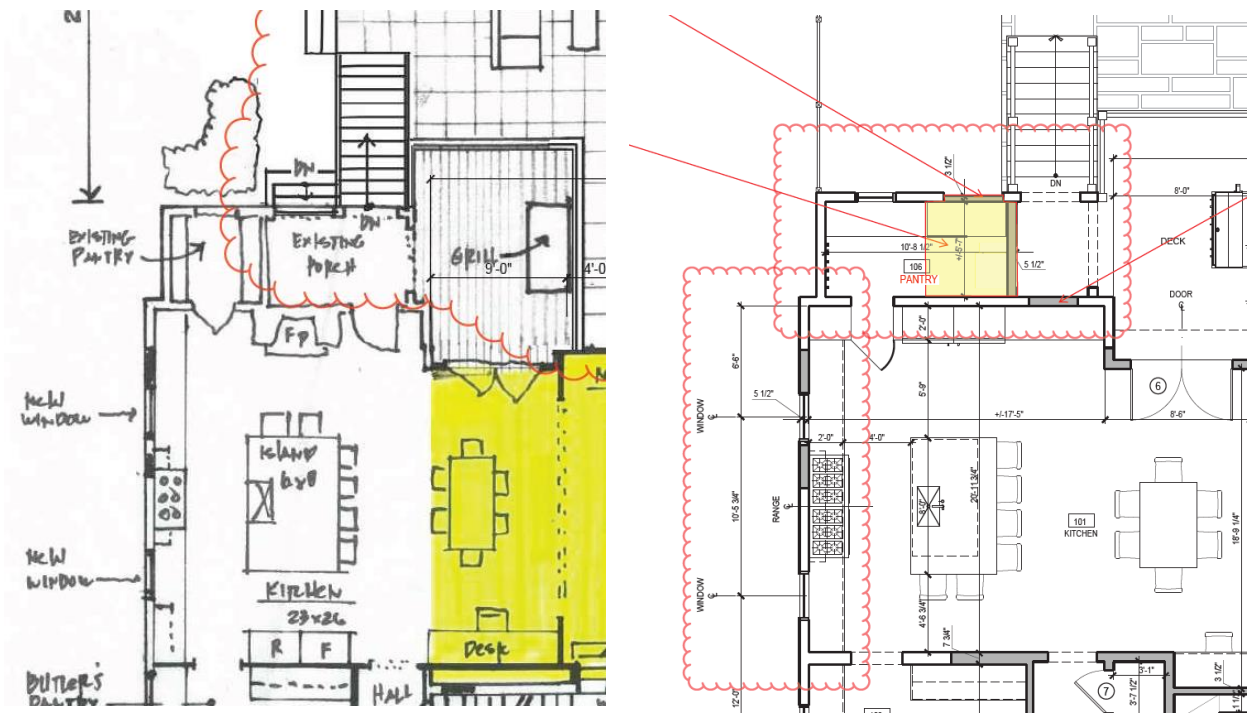 DN
DN
EXISTING
PANTRY
EXISTING
PORCH
GRILL
9'-0"
4'-0
FP
NEW
WINDOW
ISLAND
6x8
NEW
WINDOW
KITCHEN
23x26
R F
Desk
BUTLER'S
PANTRY
HALL
3 1/2"
DN
8'-0"
DECK
10'-8 1/2"
+/-5'-7"
106
PANTRY
5 1/2"
DOOR
2'-0"
6'-6"
5'-9"
6
5 1/2"
WINDOW
+/-17'-5"
8'-6"
2'-0"
4'-0"
10'-5 3/4"
RANGE
8'-0"
20'-11 3/4"
101
KITCHEN
18'-9 1/4"
WINDOW
4'-6 3/4"
7 3/4"
3'-1"
3'-7 1/2"
7
3 1/2"
12'-0"